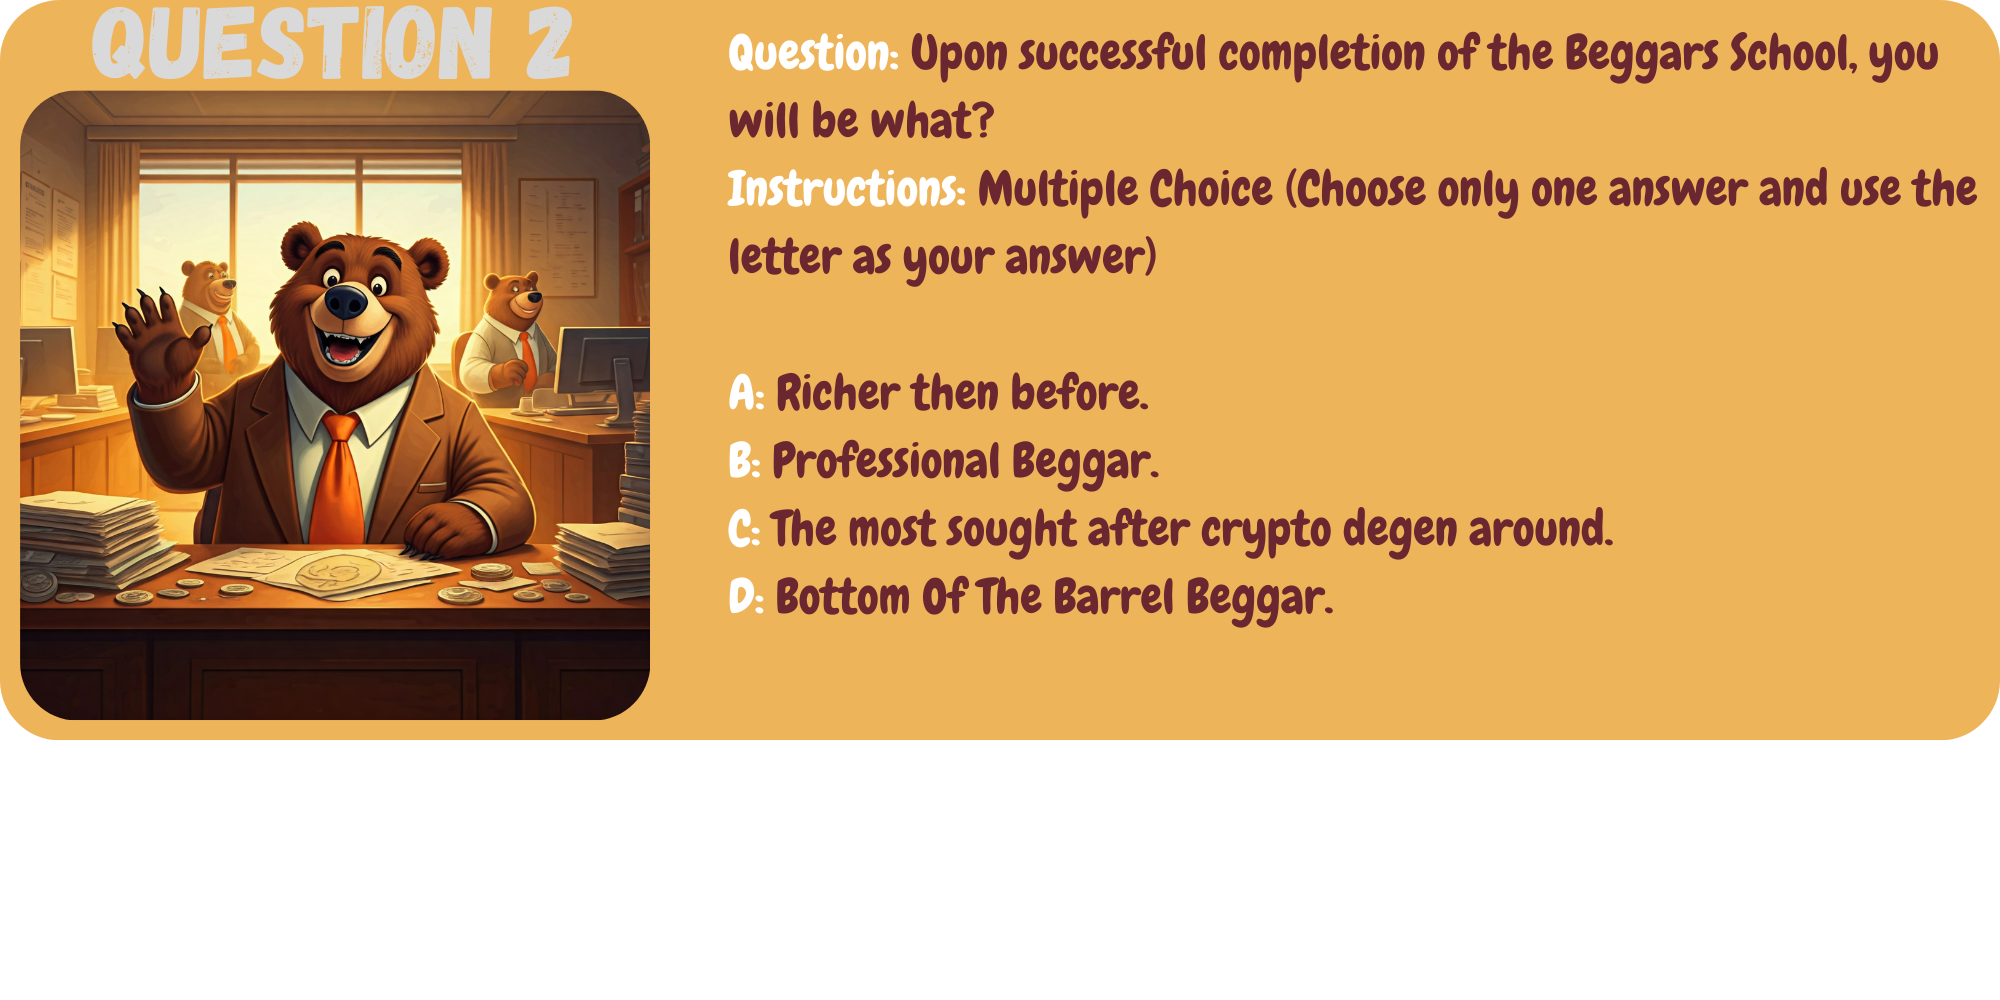 QUESTION 2
Question: Upon successful completion of the Beggars School, you
will be what?
Instructions: Multiple Choice (Choose only one answer and use the
letter as your answer)
A: Richer then before.
B: Professional Beggar.
C: The most sought after crypto degen around.
D: Bottom Of The Barrel Beggar.